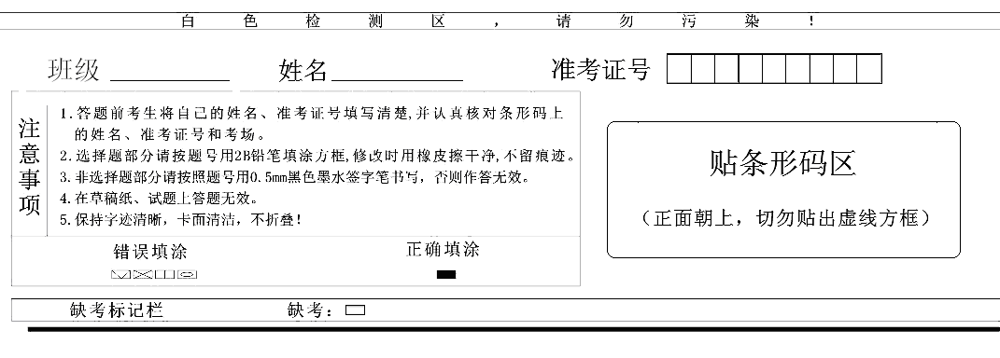 白色检测区，请勿污染！
班级 姓名 准考证号
注意事项
1.答题前考生将自己的姓名、准考证号填写清楚,并认真核对条形码上
的姓名、准考证号和考场。
2.选择题部分请按题号用2B铅笔填涂方框,修改时用橡皮擦干净,不留痕迹。
3.非选择题部分请按照题号用0.5mm黑色墨水签字笔书写，否则作答无效。
4.在草稿纸、试题上答题无效。
5.保持字迹清晰，卡面清洁，不折叠!
错误填涂 正确填涂
贴条形码区
（正面朝上，切勿贴出虚线方框）
缺考标记栏 缺考：